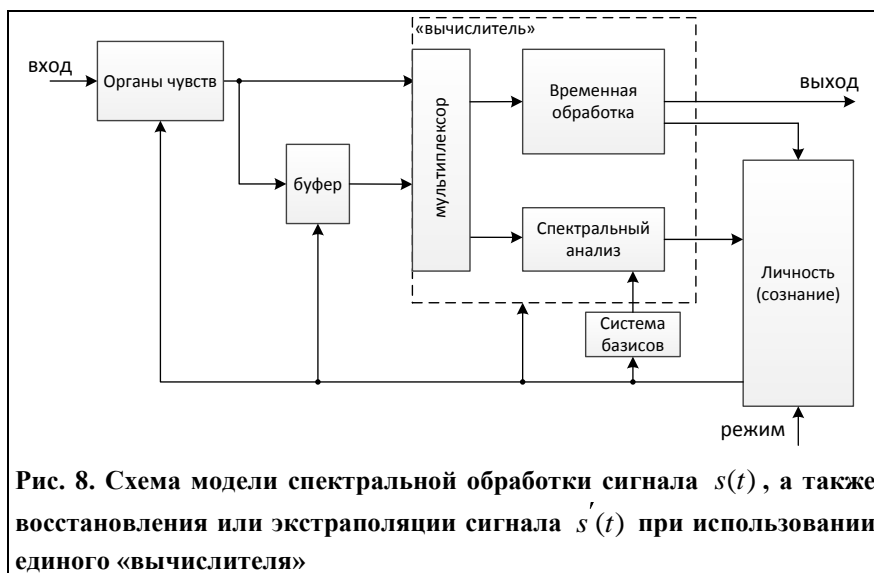 «вычислитель»
вход
Органы чувств
буфер
мультиплексор
Временная
обработка
выход
Спектральный
анализ
Система
базисов
Личность
(сознание)
режим
Рис. 8. Схема модели спектральной обработки сигнала s(t), а также
восстановления или экстраполяции сигнала s′(t) при использовании
единого «вычислителя»